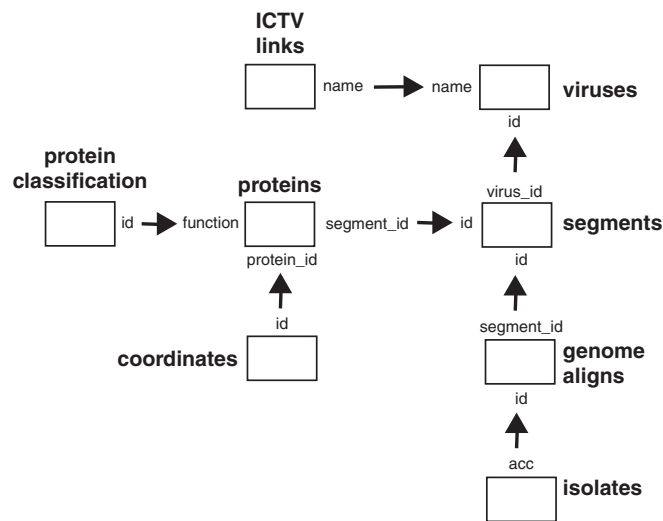 ICTV
links
name
name
viruses
id
protein
classification
proteins
virus_id
id
function
segment_id
id
segments
protein_id
id
id
segment_id
coordinates
genome
aligns
id
acc
isolates